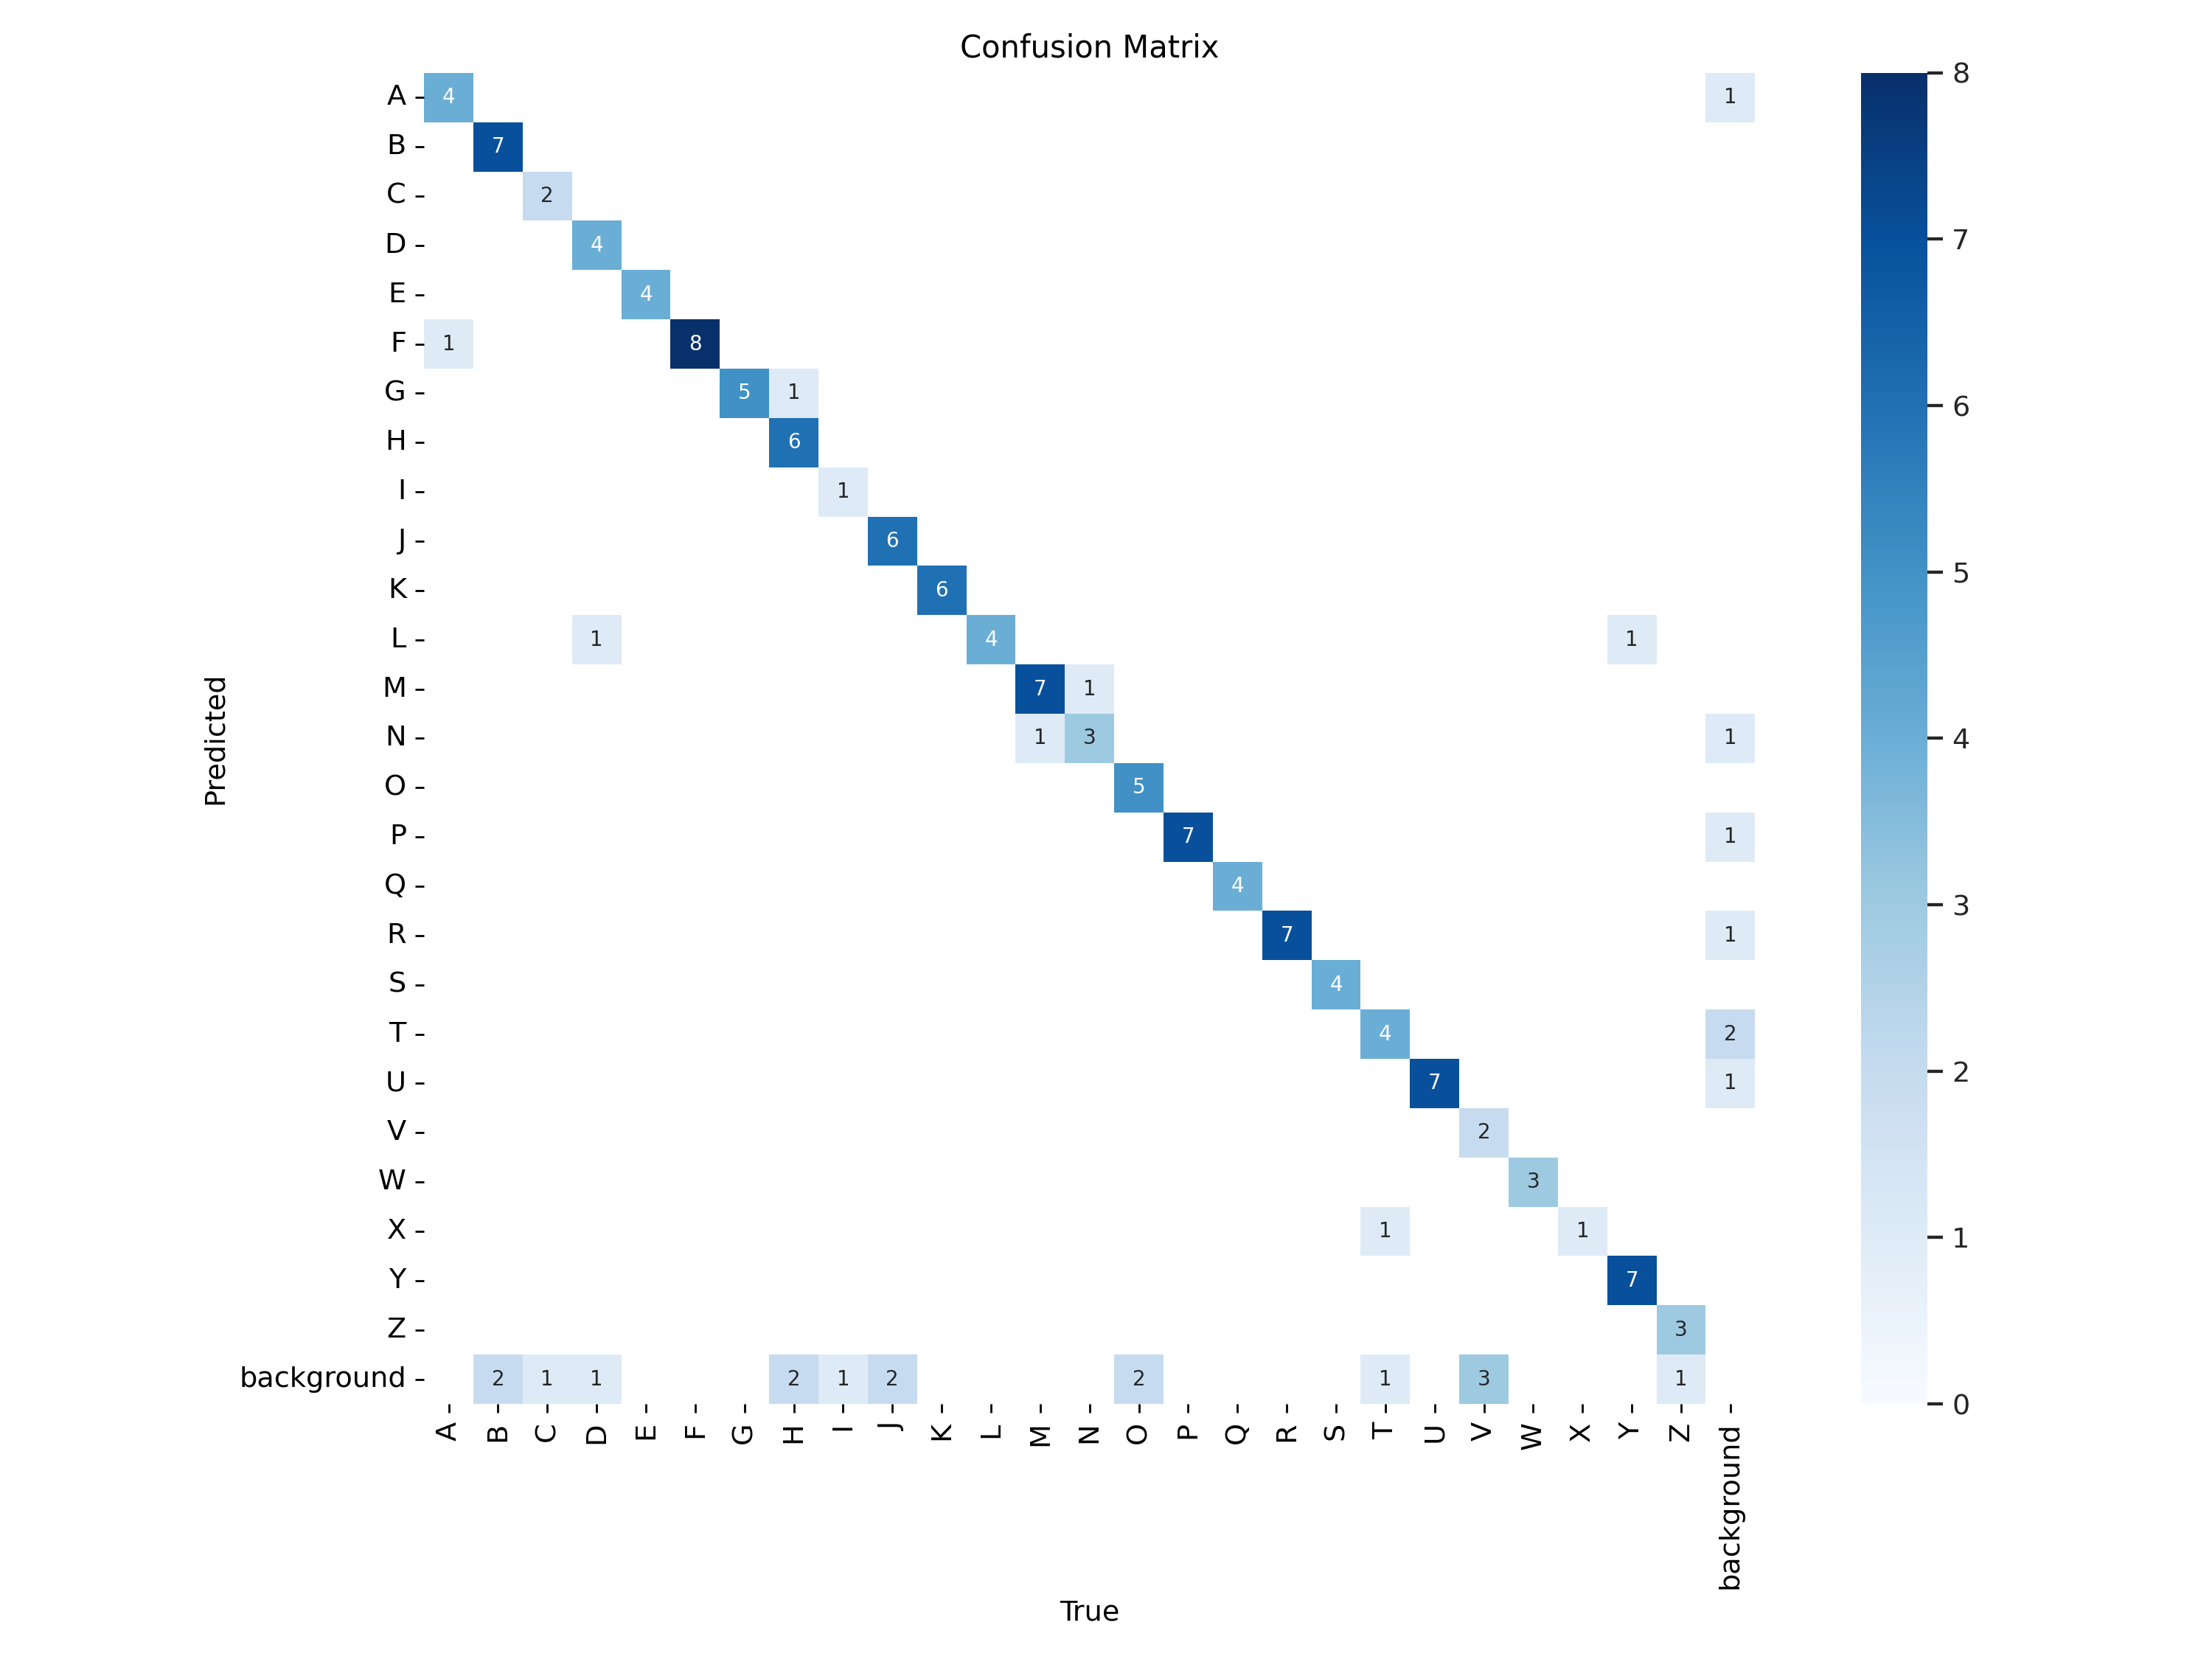 Confusion Matrix
A 4 1 8
B 7
C 2
D 4 7
E 4
F 1 8
G 5 1 6
H 6
I 1
J 6 5
K 6
L 1 4 1
M 7 1
N 1 3 1 4
O 5
P 7 1
Q 4 3
R 7 1
S 4
T 4 2
U 7 1 2
V 2
W 3
X 1 1 1
Y 7
Z 3
background 2 1 1 2 1 2 2 1 3 1 0
A B C D E F G H I J K L M N O P Q R S T U V W X Y Z background
True
Predicted